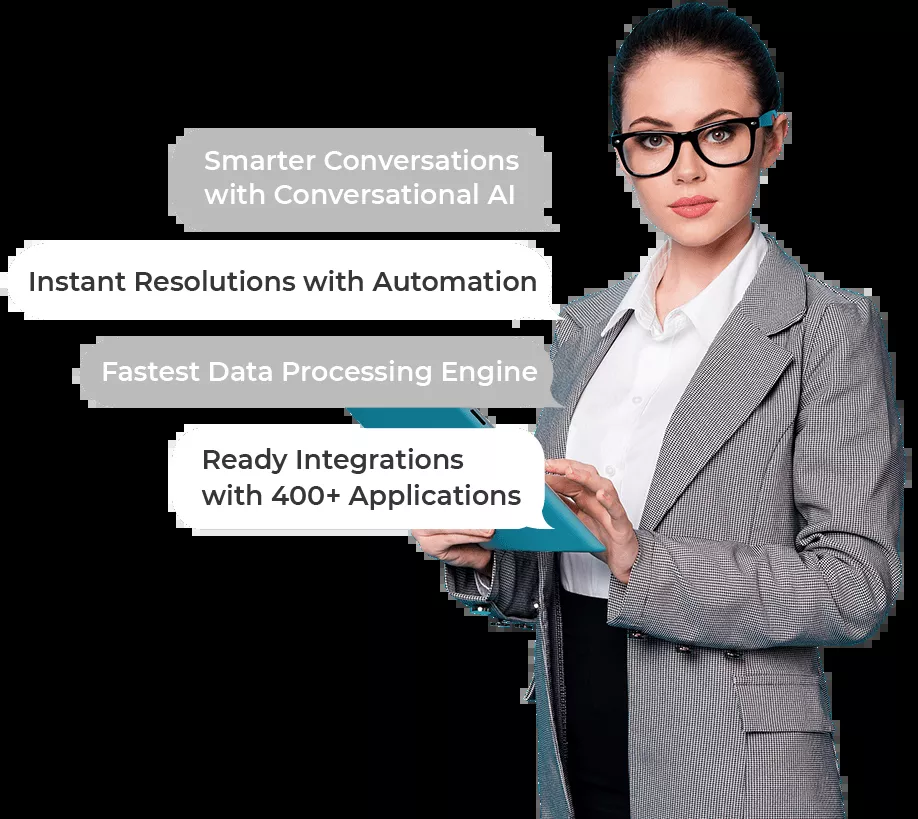 Smarter Conversations
with Conversational AI
Instant Resolutions with Automation
Fastest Data Processing Engine
Ready Integrations
with 400+ Applications